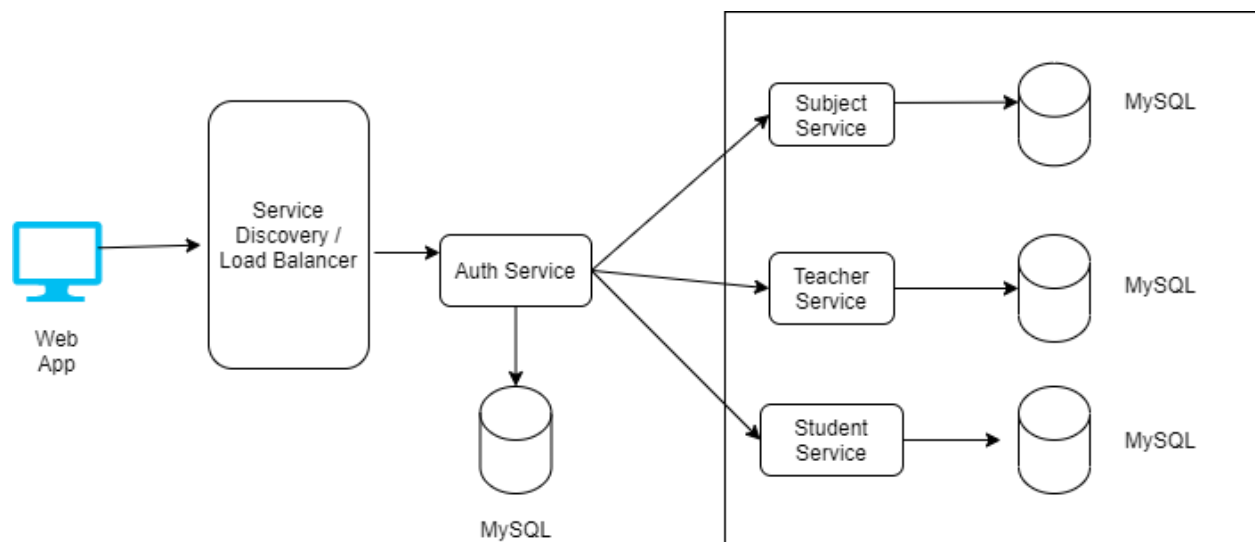 Web
App
Service
Discovery /
Load Balancer
Auth Service
MySQL
Subject
Service
MySQL
Teacher
Service
MySQL
Student
Service
MySQL